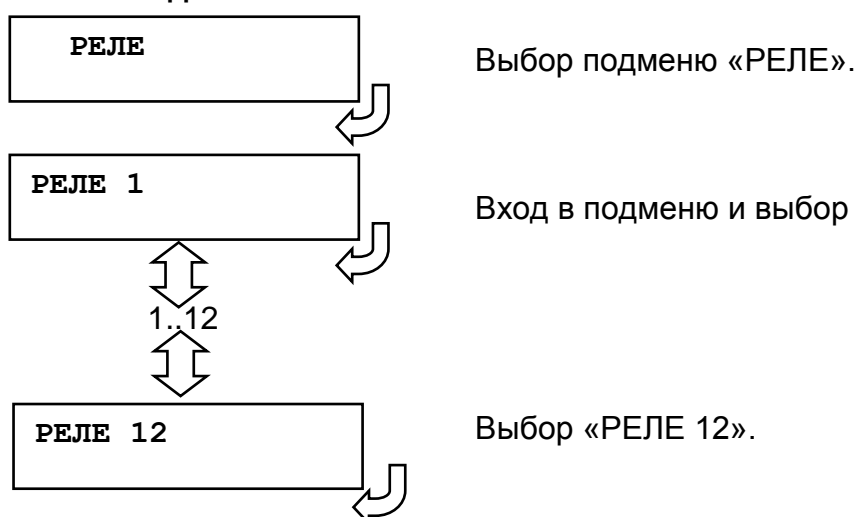 РЕЛЕ
Выбор подменю «РЕЛЕ».
РЕЛЕ 1
Вход в подменю и выбор
1..12
РЕЛЕ 12
Выбор «РЕЛЕ 12».